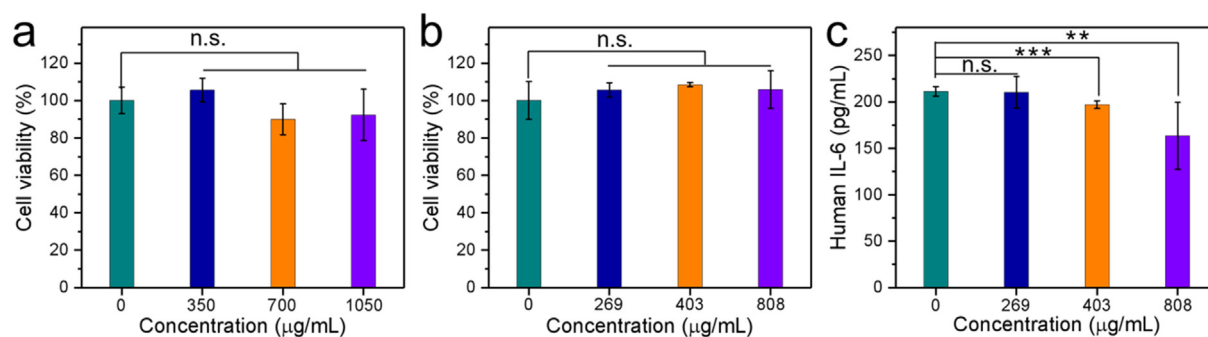 a
n.s.
Cell viability (%)
120
100
80
60
40
20
0
0 350 700 1050
Concentration (μg/mL)
b
n.s.
Cell viability (%)
120
100
80
60
40
20
0
0 269 403 808
Concentration (μg/mL)
c
**
***
n.s.
Human IL-6 (pg/mL)
250
200
150
100
50
0
0 269 403 808
Concentration (μg/mL)